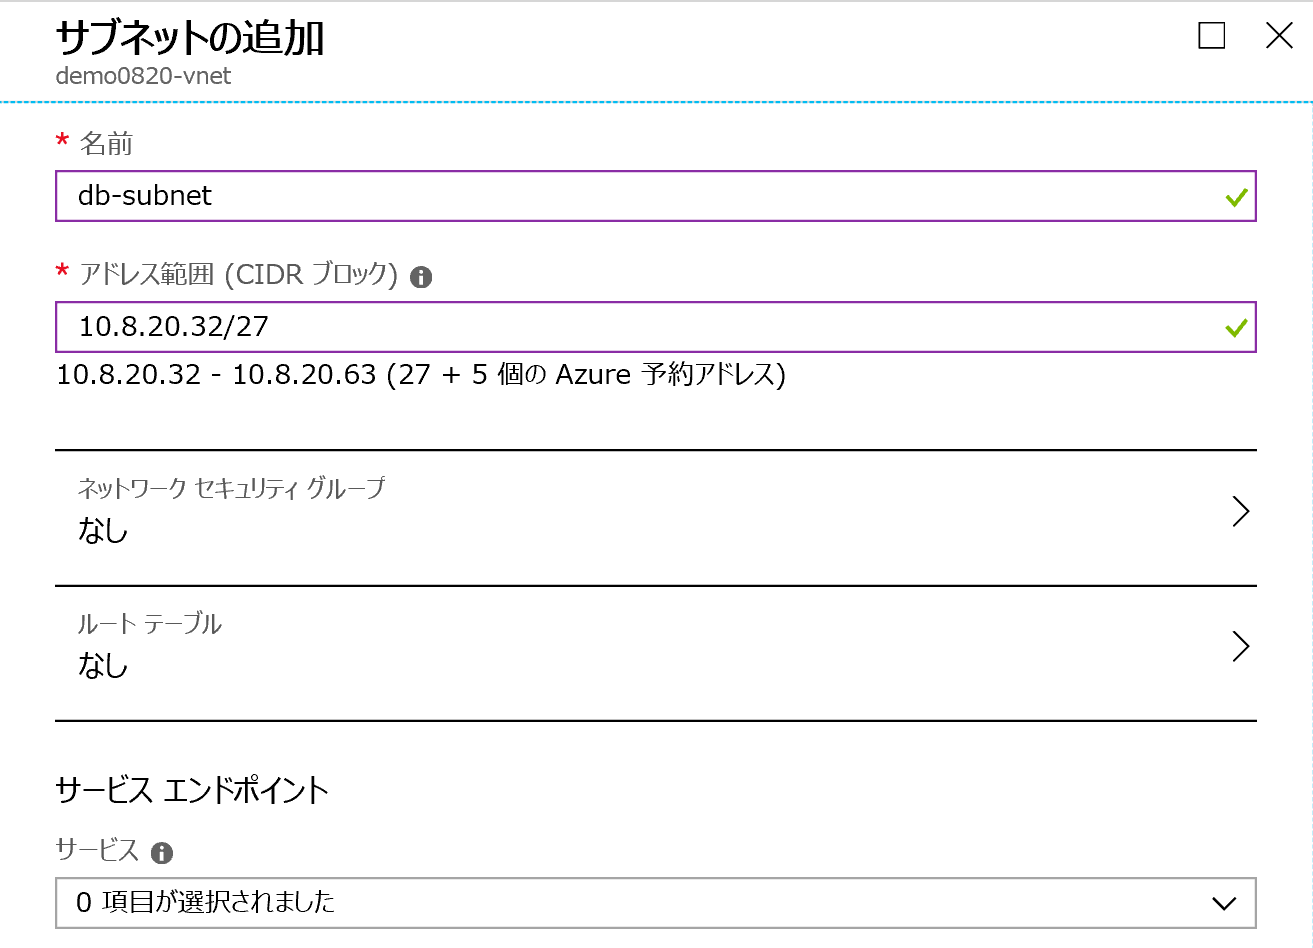 サブネットの追加
demo0820-vnet
* 名前
db-subnet
* アドレス範囲 (CIDR ブロック)
10.8.20.32/27
10.8.20.32 - 10.8.20.63 (27 + 5 個の Azure 予約アドレス)
ネットワーク セキュリティ グループ
なし
ルート テーブル
なし
サービス エンドポイント
サービス
0 項目が選択されました